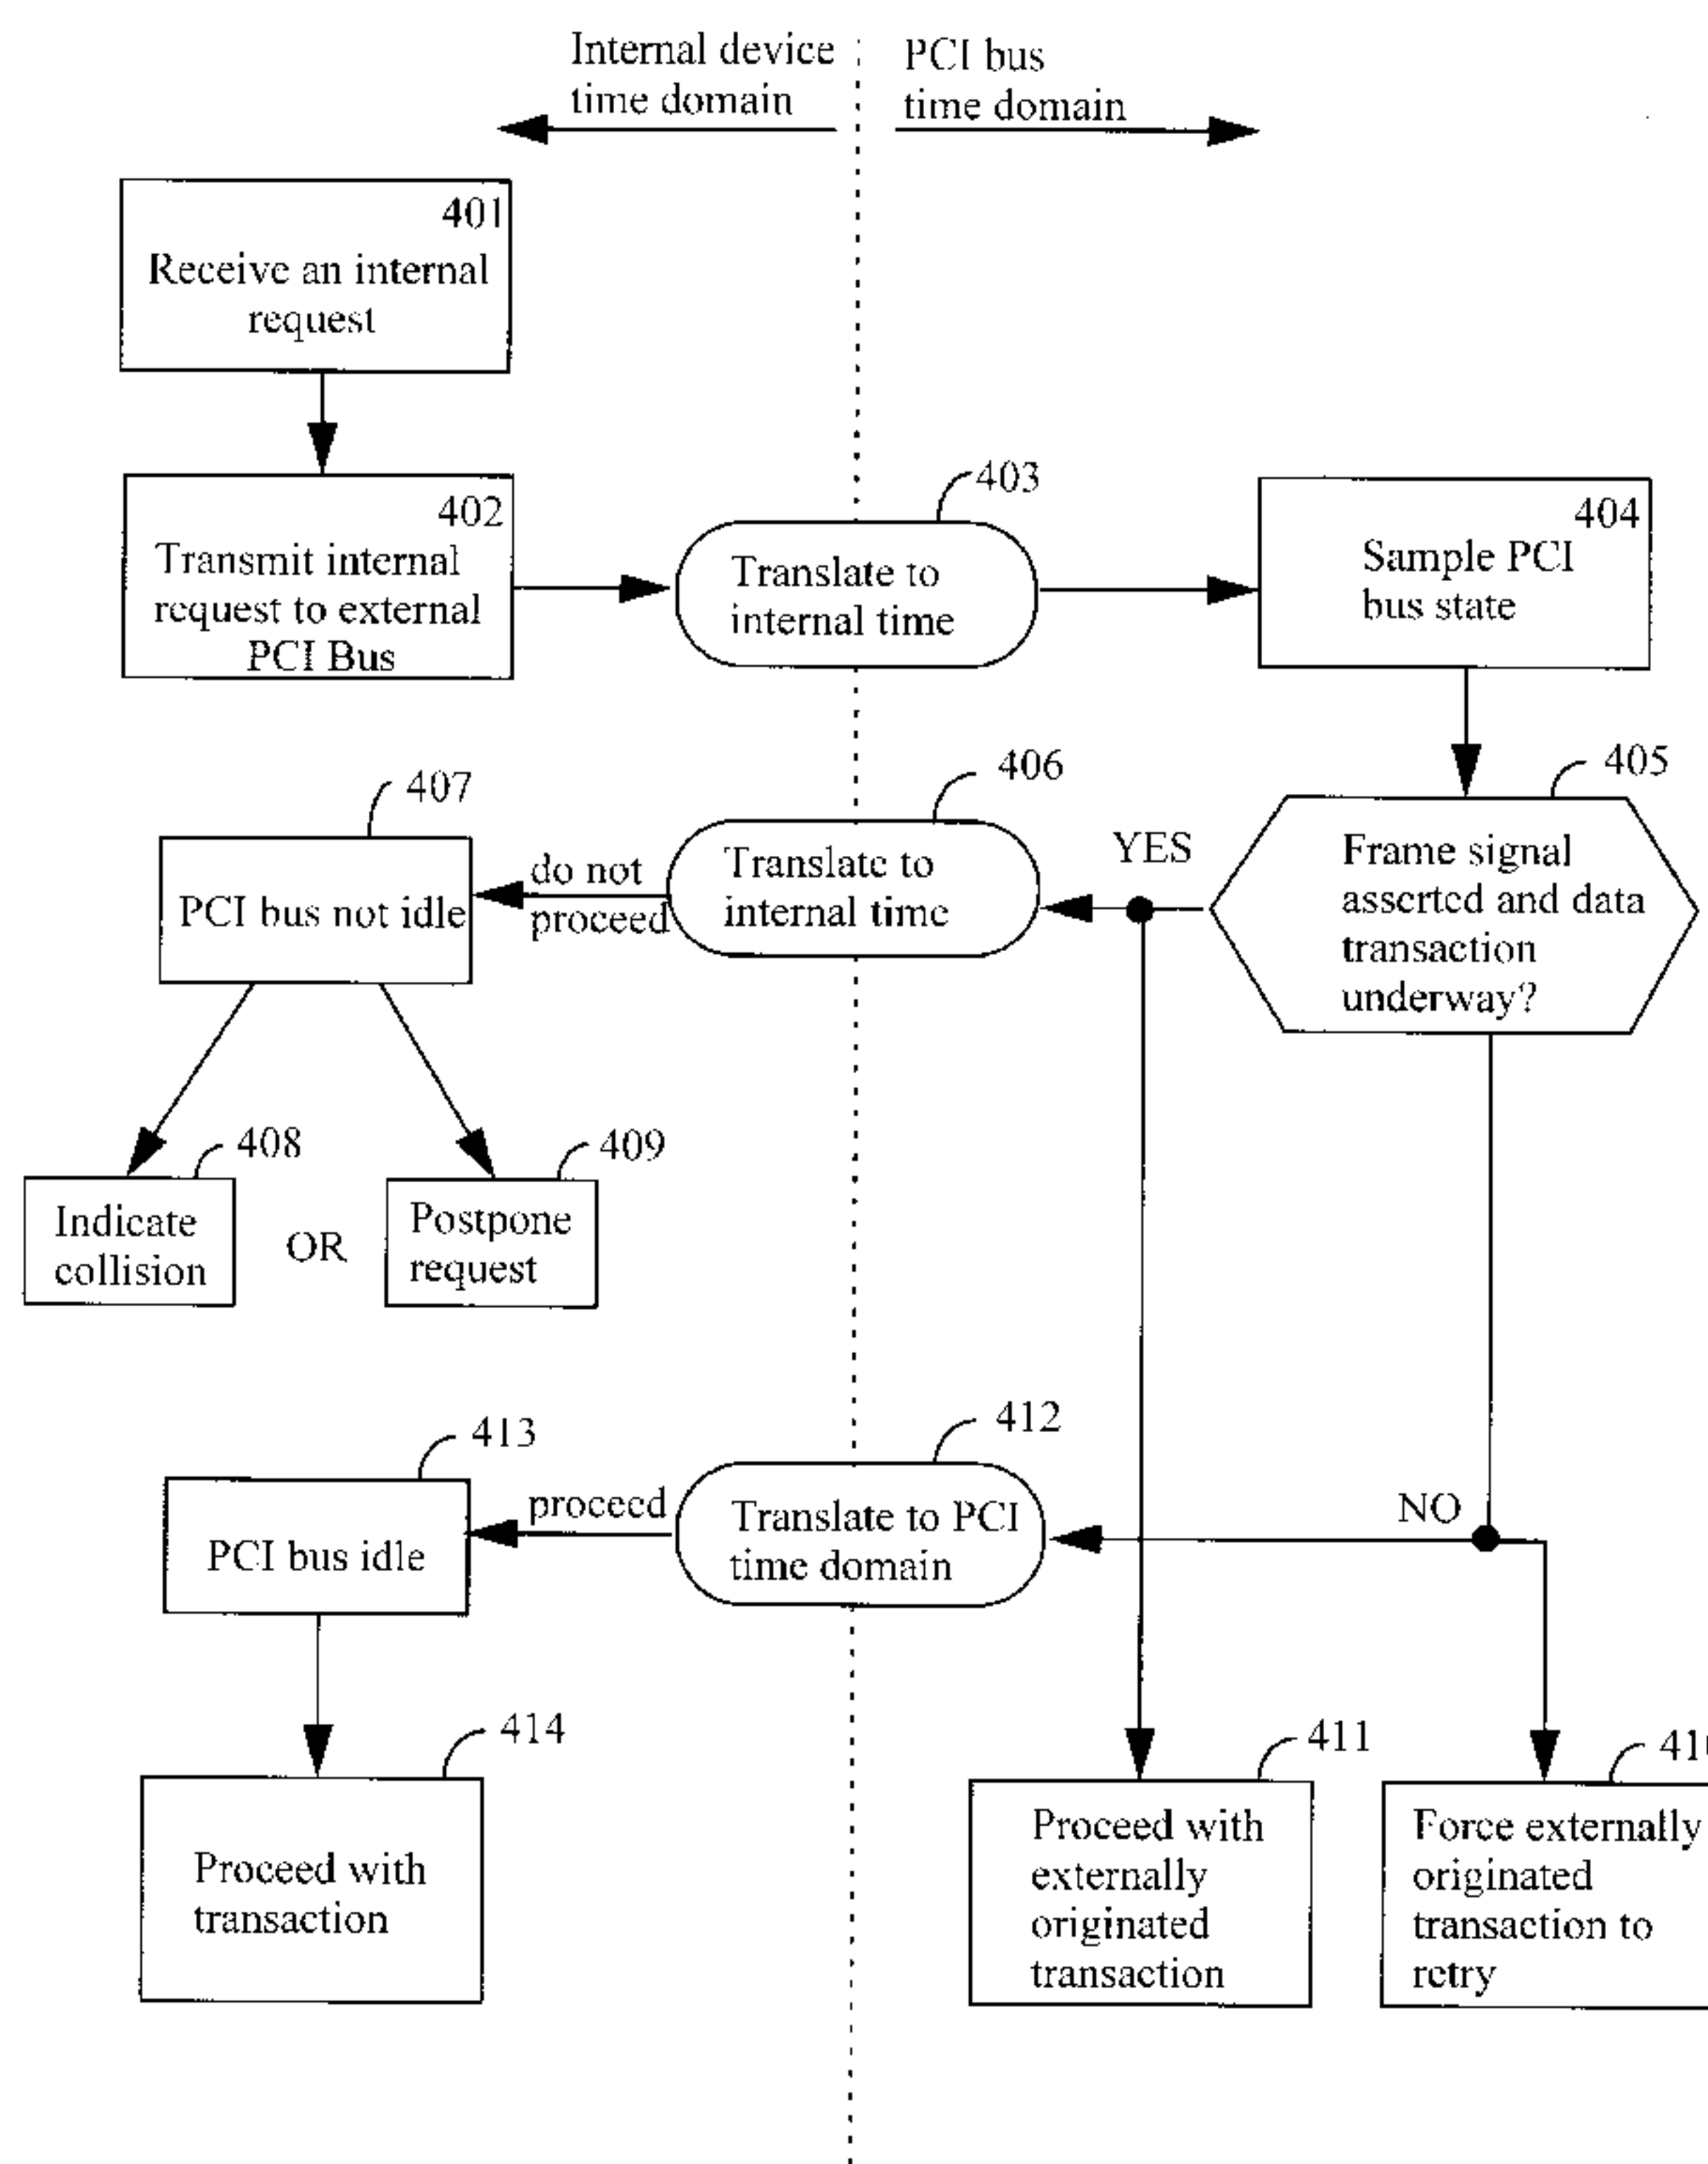 Internal device
time domain
PCI bus
time domain
401
Receive an internal
request
402
Transmit internal
request to external
PCI Bus
403
Translate to
internal time
404
Sample PCI
bus state
405
Frame signal
asserted and data
transaction
underway?
YES
406
Translate to
internal time
do not
proceed
407
PCI bus not idle
408
Indicate
collision
OR
409
Postpone
request
NO
412
Translate to PCI
time domain
proceed
413
PCI bus idle
414
Proceed with
transaction
411
Proceed with
externally
originated
transaction
Force externally
originated
transaction to
retry